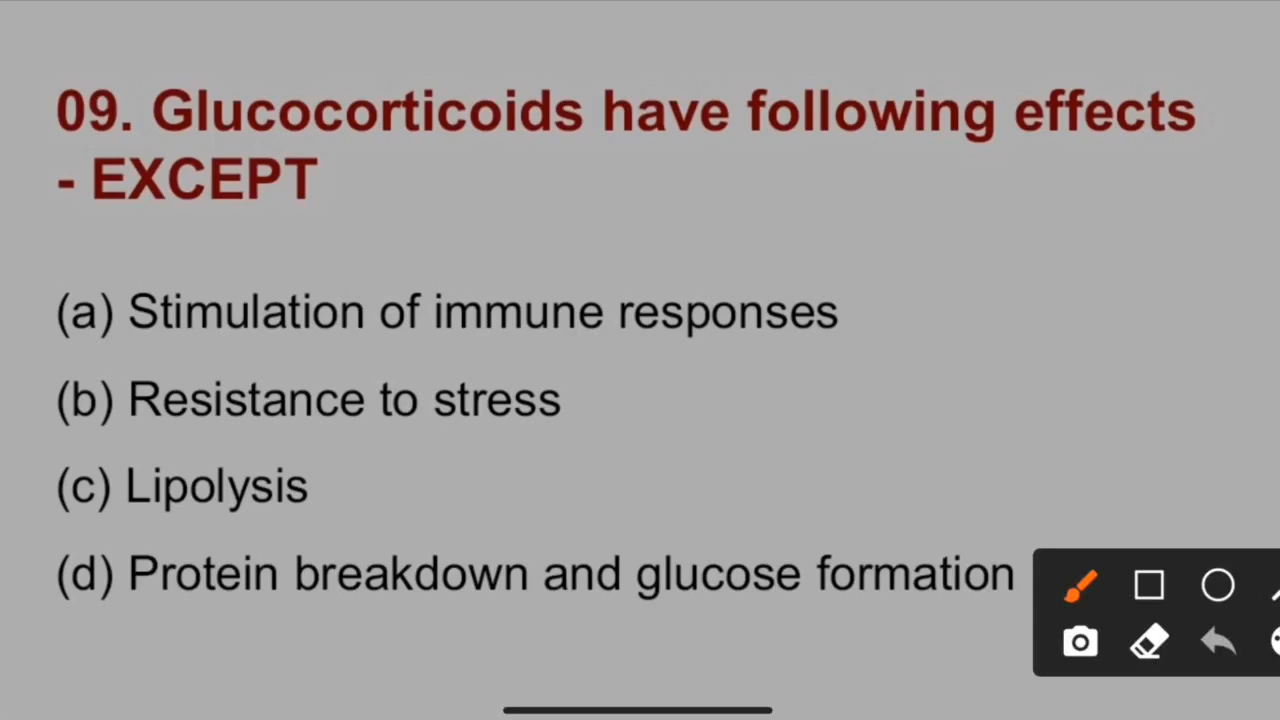 09. Glucocorticoids have following effects
- EXCEPT
(a) Stimulation of immune responses
(b) Resistance to stress
(c) Lipolysis
(d) Protein breakdown and glucose formation